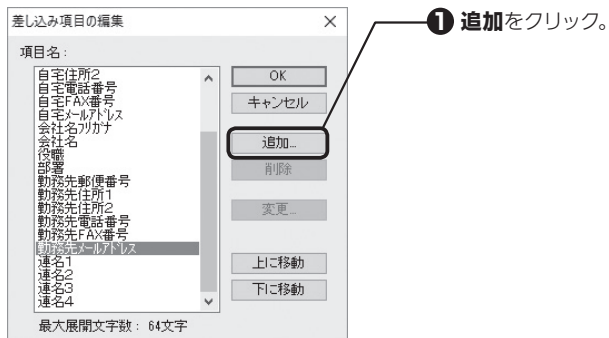 差し込み項目の編集
❶ 追加をクリック。
項目名：
自宅住所2
自宅電話番号
自宅FAX番号
自宅メールアドレス
会社名フリガナ
会社名
役職
部署
勤務先郵便番号
勤務先住所1
勤務先住所2
勤務先電話番号
勤務先FAX番号
勤務先メールアドレス
連名1
連名2
連名3
連名4
OK
キャンセル
追加...
削除
変更...
上に移動
下に移動
最大展開文字数： 64文字